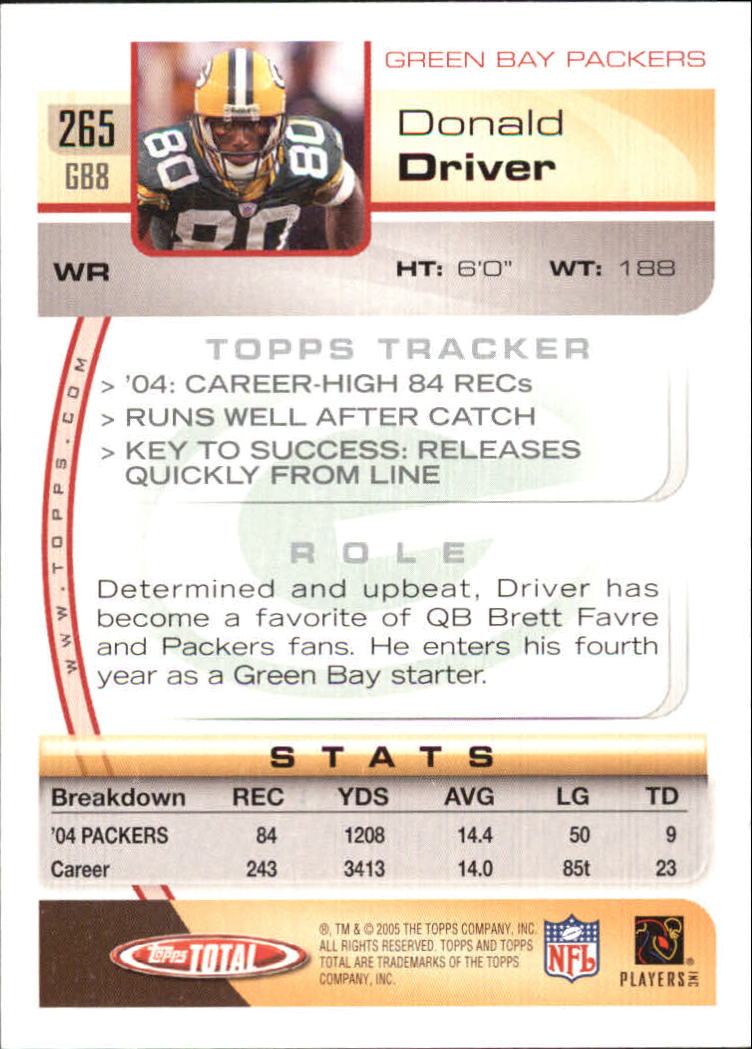 GREEN BAY PACKERS
265
GB8
Donald
Driver
80
80
80
WR
HT: 6'0" WT: 188
TOPPS TRACKER
> '04: CAREER-HIGH 84 RECs
> RUNS WELL AFTER CATCH
> KEY TO SUCCESS: RELEASES
QUICKLY FROM LINE
WWW.TOPPS.COM
ROLE
Determined and upbeat, Driver has
become a favorite of QB Brett Favre
and Packers fans. He enters his fourth
year as a Green Bay starter.
STATS
Breakdown REC YDS AVG LG TD
'04 PACKERS 84 1208 14.4 50 9
Career 243 3413 14.0 85t 23
Topps TOTAL
®, TM & © 2005 THE TOPPS COMPANY, INC.
ALL RIGHTS RESERVED. TOPPS AND TOPPS
TOTAL ARE TRADEMARKS OF THE TOPPS
COMPANY, INC.
NFL
®
PLAYERS INC